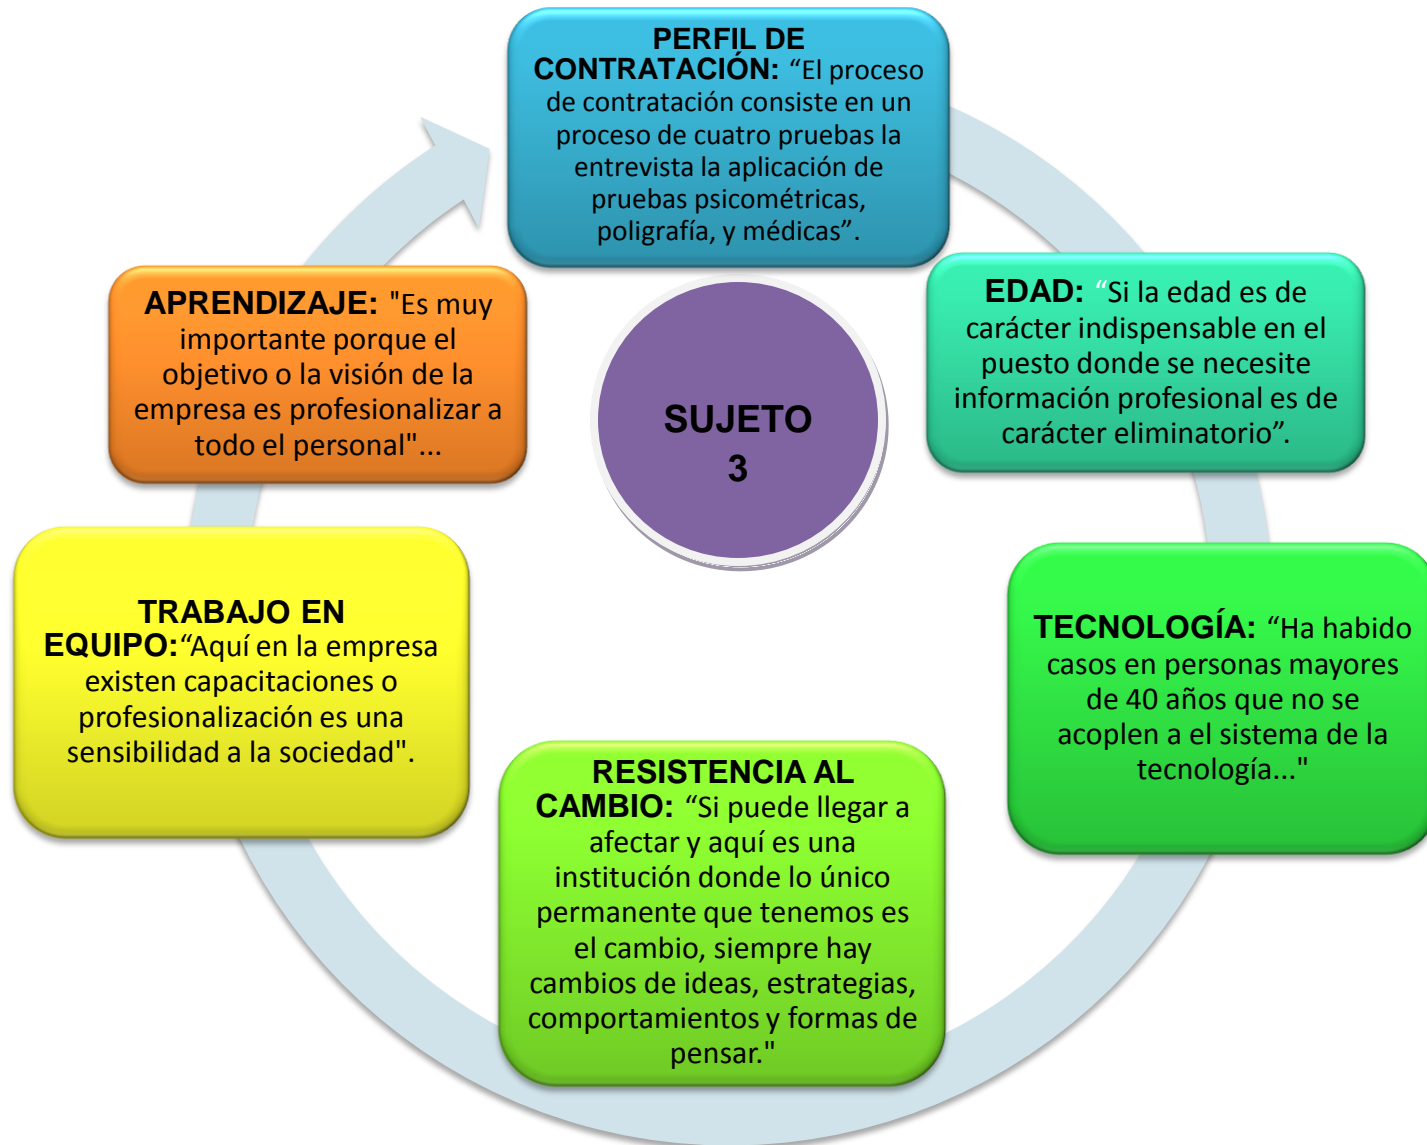 PERFIL DE
CONTRATACIÓN: “El proceso
de contratación consiste en un
proceso de cuatro pruebas la
entrevista la aplicación de
pruebas psicométricas,
poligrafía, y médicas”.
EDAD: “Si la edad es de
carácter indispensable en el
puesto donde se necesite
información profesional es de
carácter eliminatorio”.
TECNOLOGÍA: “Ha habido
casos en personas mayores
de 40 años que no se
acoplen a el sistema de la
tecnología..."
RESISTENCIA AL
CAMBIO: “Si puede llegar a
afectar y aquí es una
institución donde lo único
permanente que tenemos es
el cambio, siempre hay
cambios de ideas, estrategias,
comportamientos y formas de
pensar."
TRABAJO EN
EQUIPO:“Aquí en la empresa
existen capacitaciones o
profesionalización es una
sensibilidad a la sociedad".
APRENDIZAJE: "Es muy
importante porque el
objetivo o la visión de la
empresa es profesionalizar a
todo el personal"...
SUJETO
3